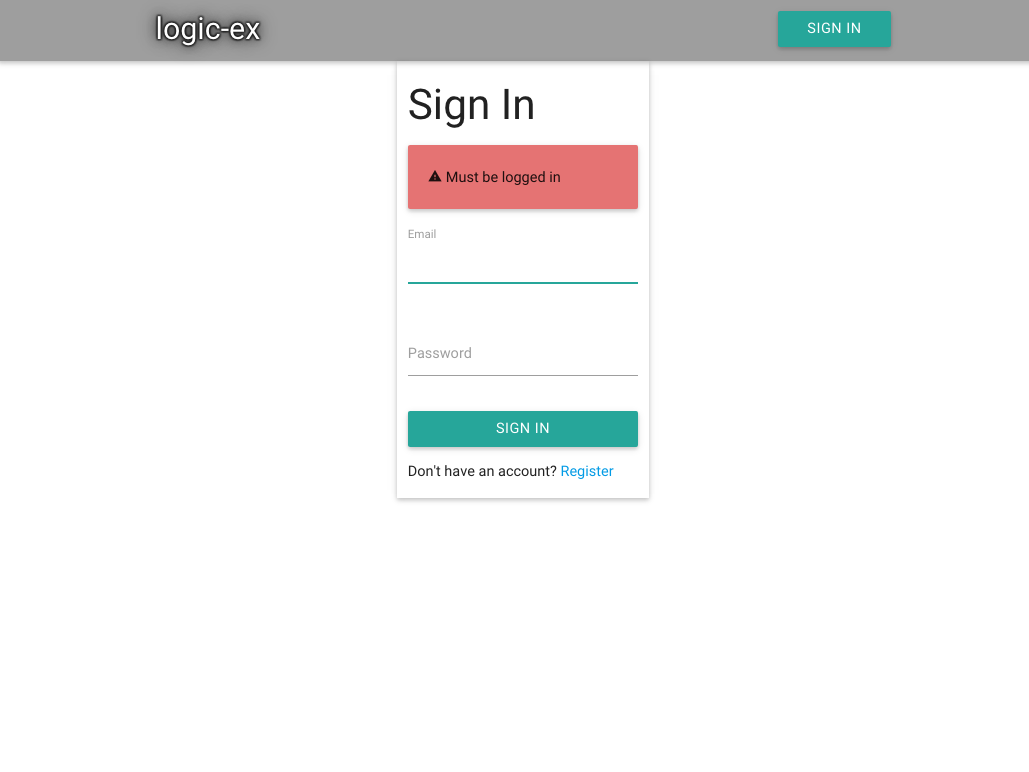 logic-ex
SIGN IN
Sign In
Must be logged in
Email
Password
SIGN IN
Don't have an account? Register